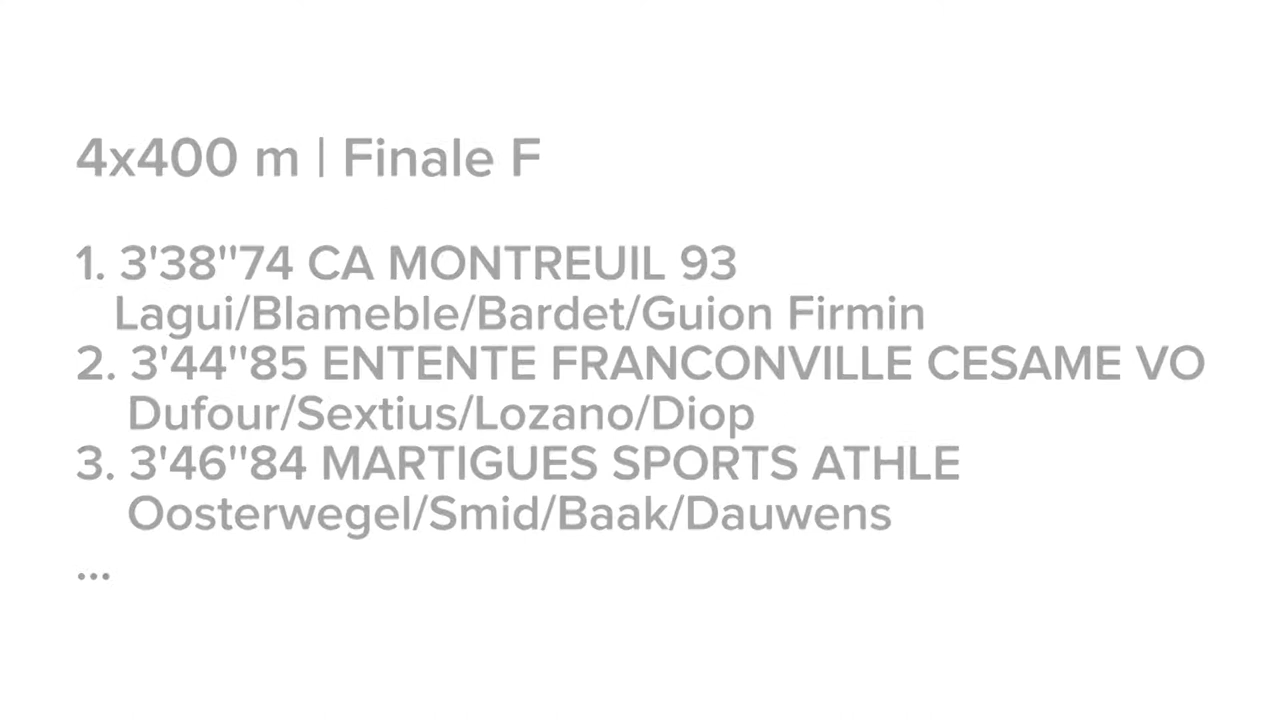 4x400 m | Finale F
1. 3'38''74 CA MONTREUIL 93
Lagui/Blameble/Bardet/Guion Firmin
2. 3'44''85 ENTENTE FRANCONVILLE CESAME VO
Dufour/Sextius/Lozano/Diop
3. 3'46''84 MARTIGUES SPORTS ATHLE
Oosterwegel/Smid/Baak/Dauwens
...